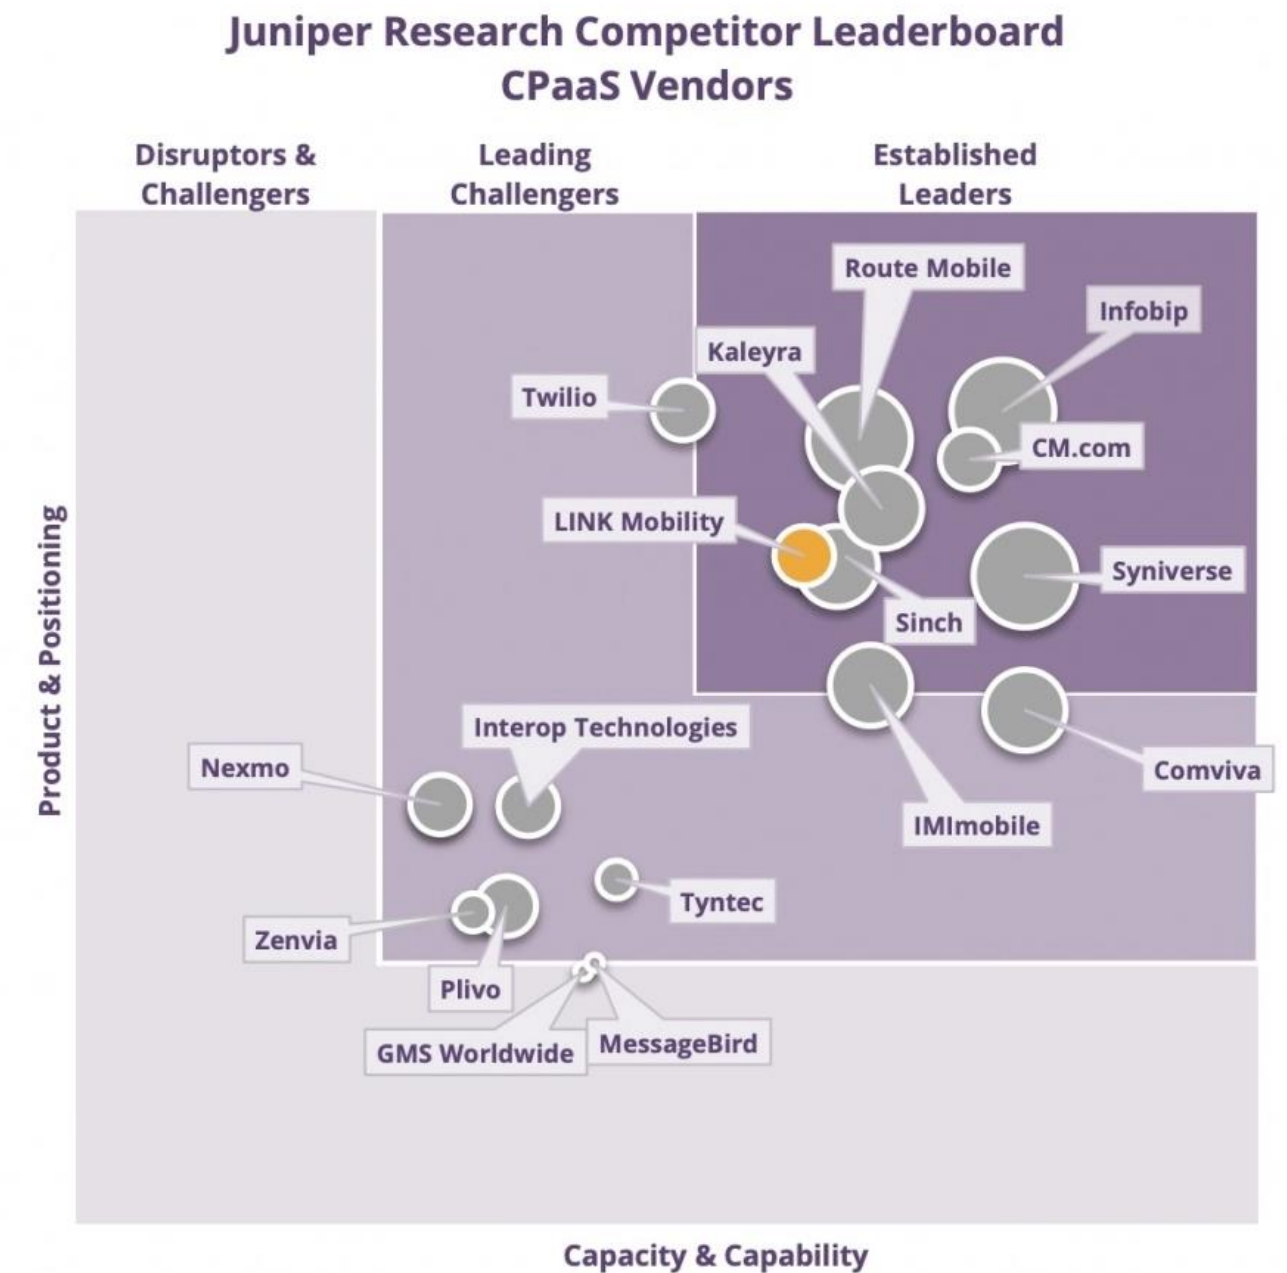 Juniper Research Competitor Leaderboard
CPaaS Vendors
Disruptors &
Challengers
Leading
Challengers
Established
Leaders
Route Mobile
Infobip
Kaleyra
Twilio
CM.com
LINK Mobility
Syniverse
Sinch
Interop Technologies
Nexmo
Comviva
IMImobile
Tyntec
Zenvia
Plivo
GMS Worldwide
MessageBird
Product & Positioning
Capacity & Capability